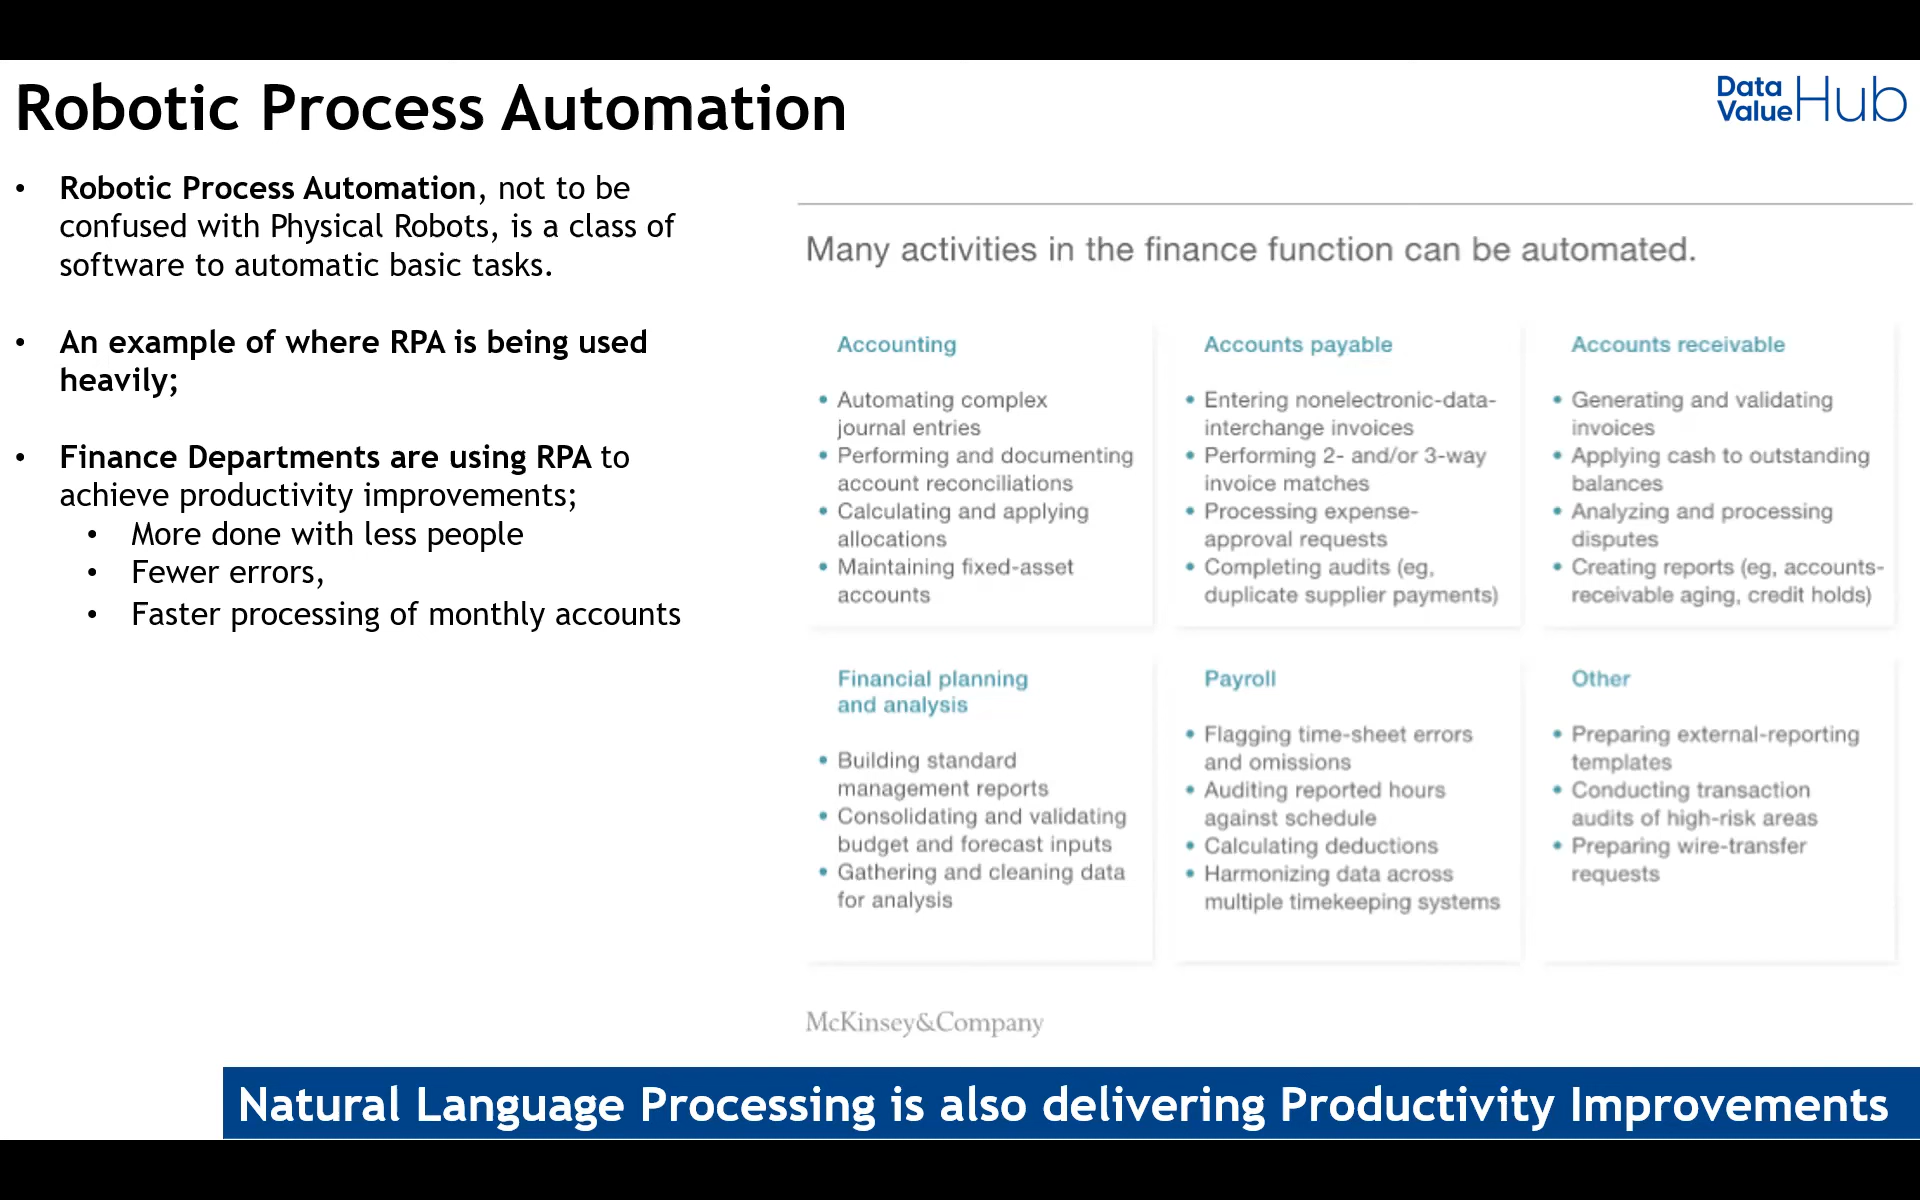 Robotic Process Automation
Data
Value Hub
• Robotic Process Automation, not to be
confused with Physical Robots, is a class of
software to automatic basic tasks.
• An example of where RPA is being used
heavily;
• Finance Departments are using RPA to
achieve productivity improvements;
• More done with less people
• Fewer errors,
• Faster processing of monthly accounts
Many activities in the finance function can be automated.
Accounting
• Automating complex
journal entries
• Performing and documenting
account reconciliations
• Calculating and applying
allocations
• Maintaining fixed-asset
accounts
Accounts payable
• Entering nonelectronic-data-
interchange invoices
• Performing 2- and/or 3-way
invoice matches
• Processing expense-
approval requests
• Completing audits (eg,
duplicate supplier payments)
Accounts receivable
• Generating and validating
invoices
• Applying cash to outstanding
balances
• Analyzing and processing
disputes
• Creating reports (eg, accounts-
receivable aging, credit holds)
Financial planning
and analysis
• Building standard
management reports
• Consolidating and validating
budget and forecast inputs
• Gathering and cleaning data
for analysis
Payroll
• Flagging time-sheet errors
and omissions
• Auditing reported hours
against schedule
• Calculating deductions
• Harmonizing data across
multiple timekeeping systems
Other
• Preparing external-reporting
templates
• Conducting transaction
audits of high-risk areas
• Preparing wire-transfer
requests
McKinsey&Company
Natural Language Processing is also delivering Productivity Improvements